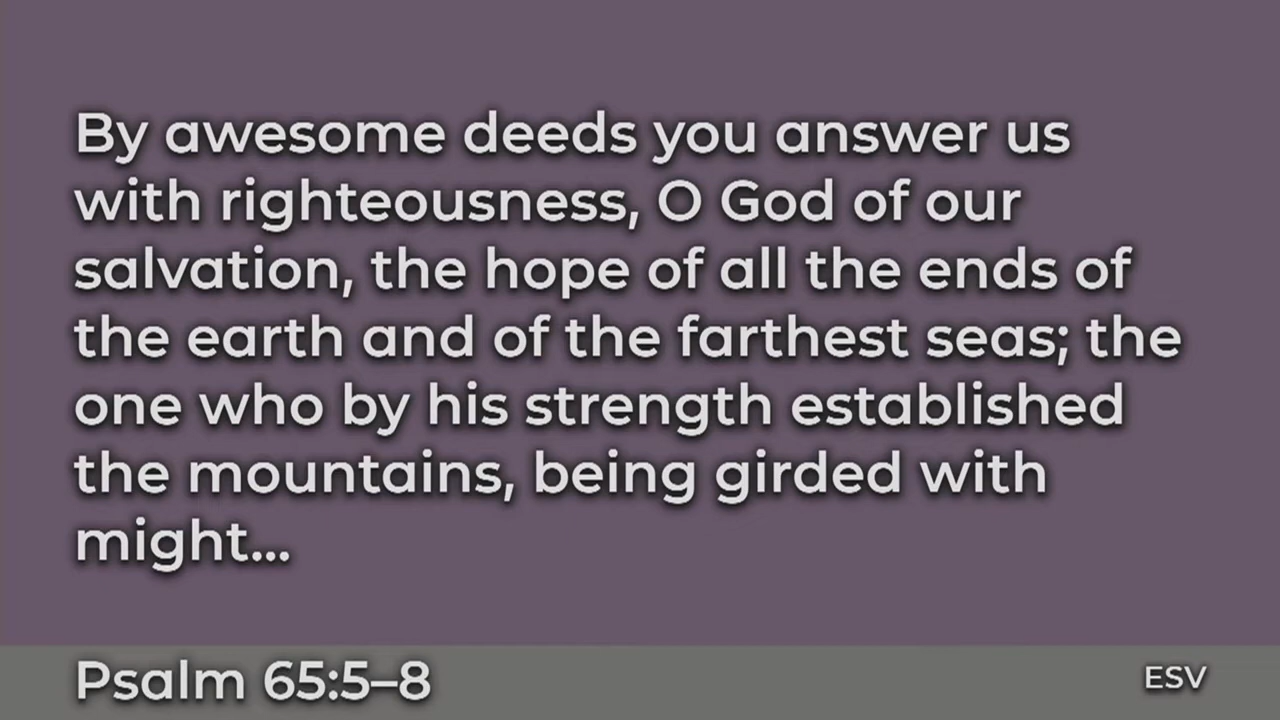 By awesome deeds you answer us
with righteousness, O God of our
salvation, the hope of all the ends of
the earth and of the farthest seas; the
one who by his strength established
the mountains, being girded with
might...
Psalm 65:5–8
ESV